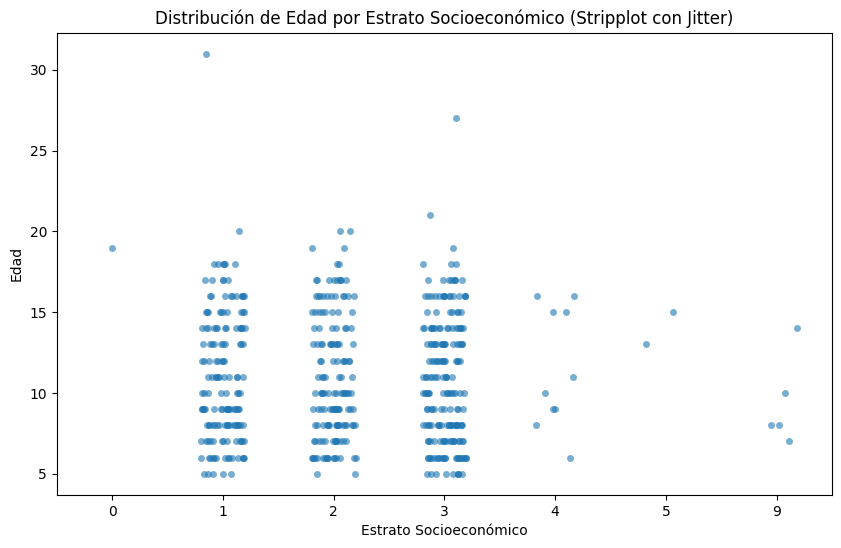 Distribución de Edad por Estrato Socioeconómico (Stripplot con Jitter)
30
25
20
15
10
5
Edad
0 1 2 3 4 5 9
Estrato Socioeconómico